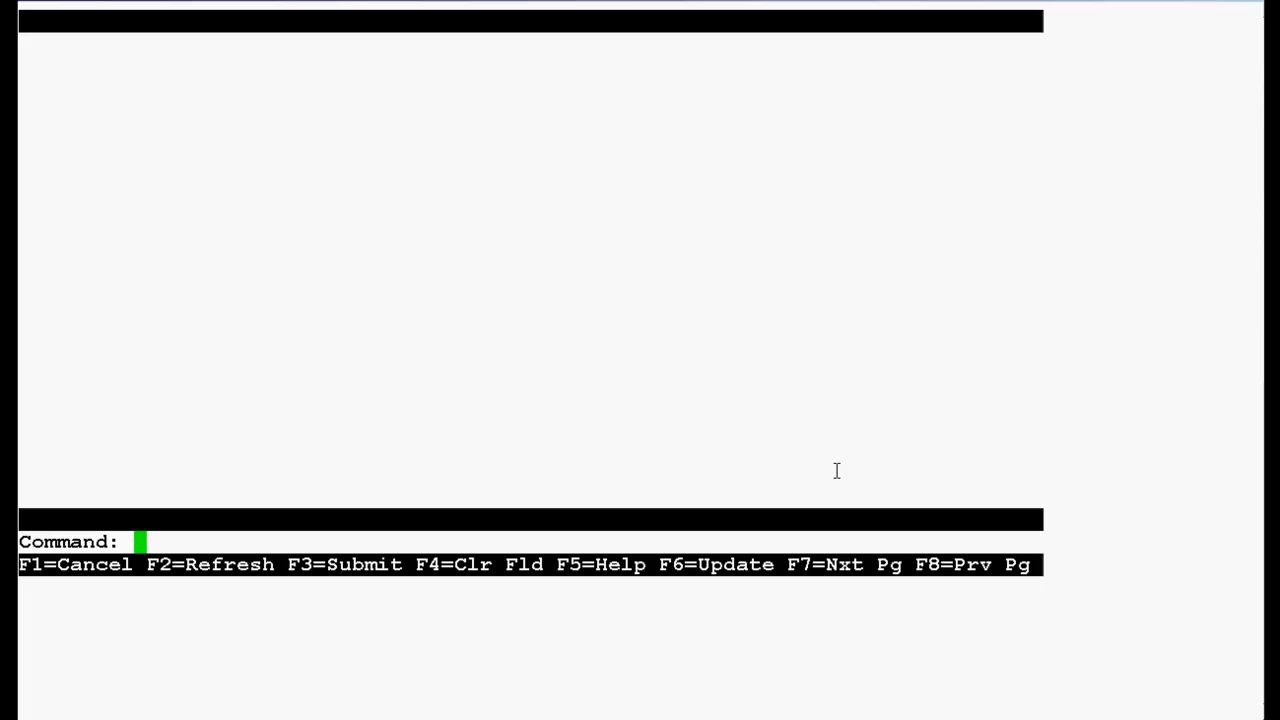 Command:
F1=Cancel F2=Refresh F3=Submit F4=Clr Fld F5=Help F6=Update F7=Nxt Pg F8=Prv Pg